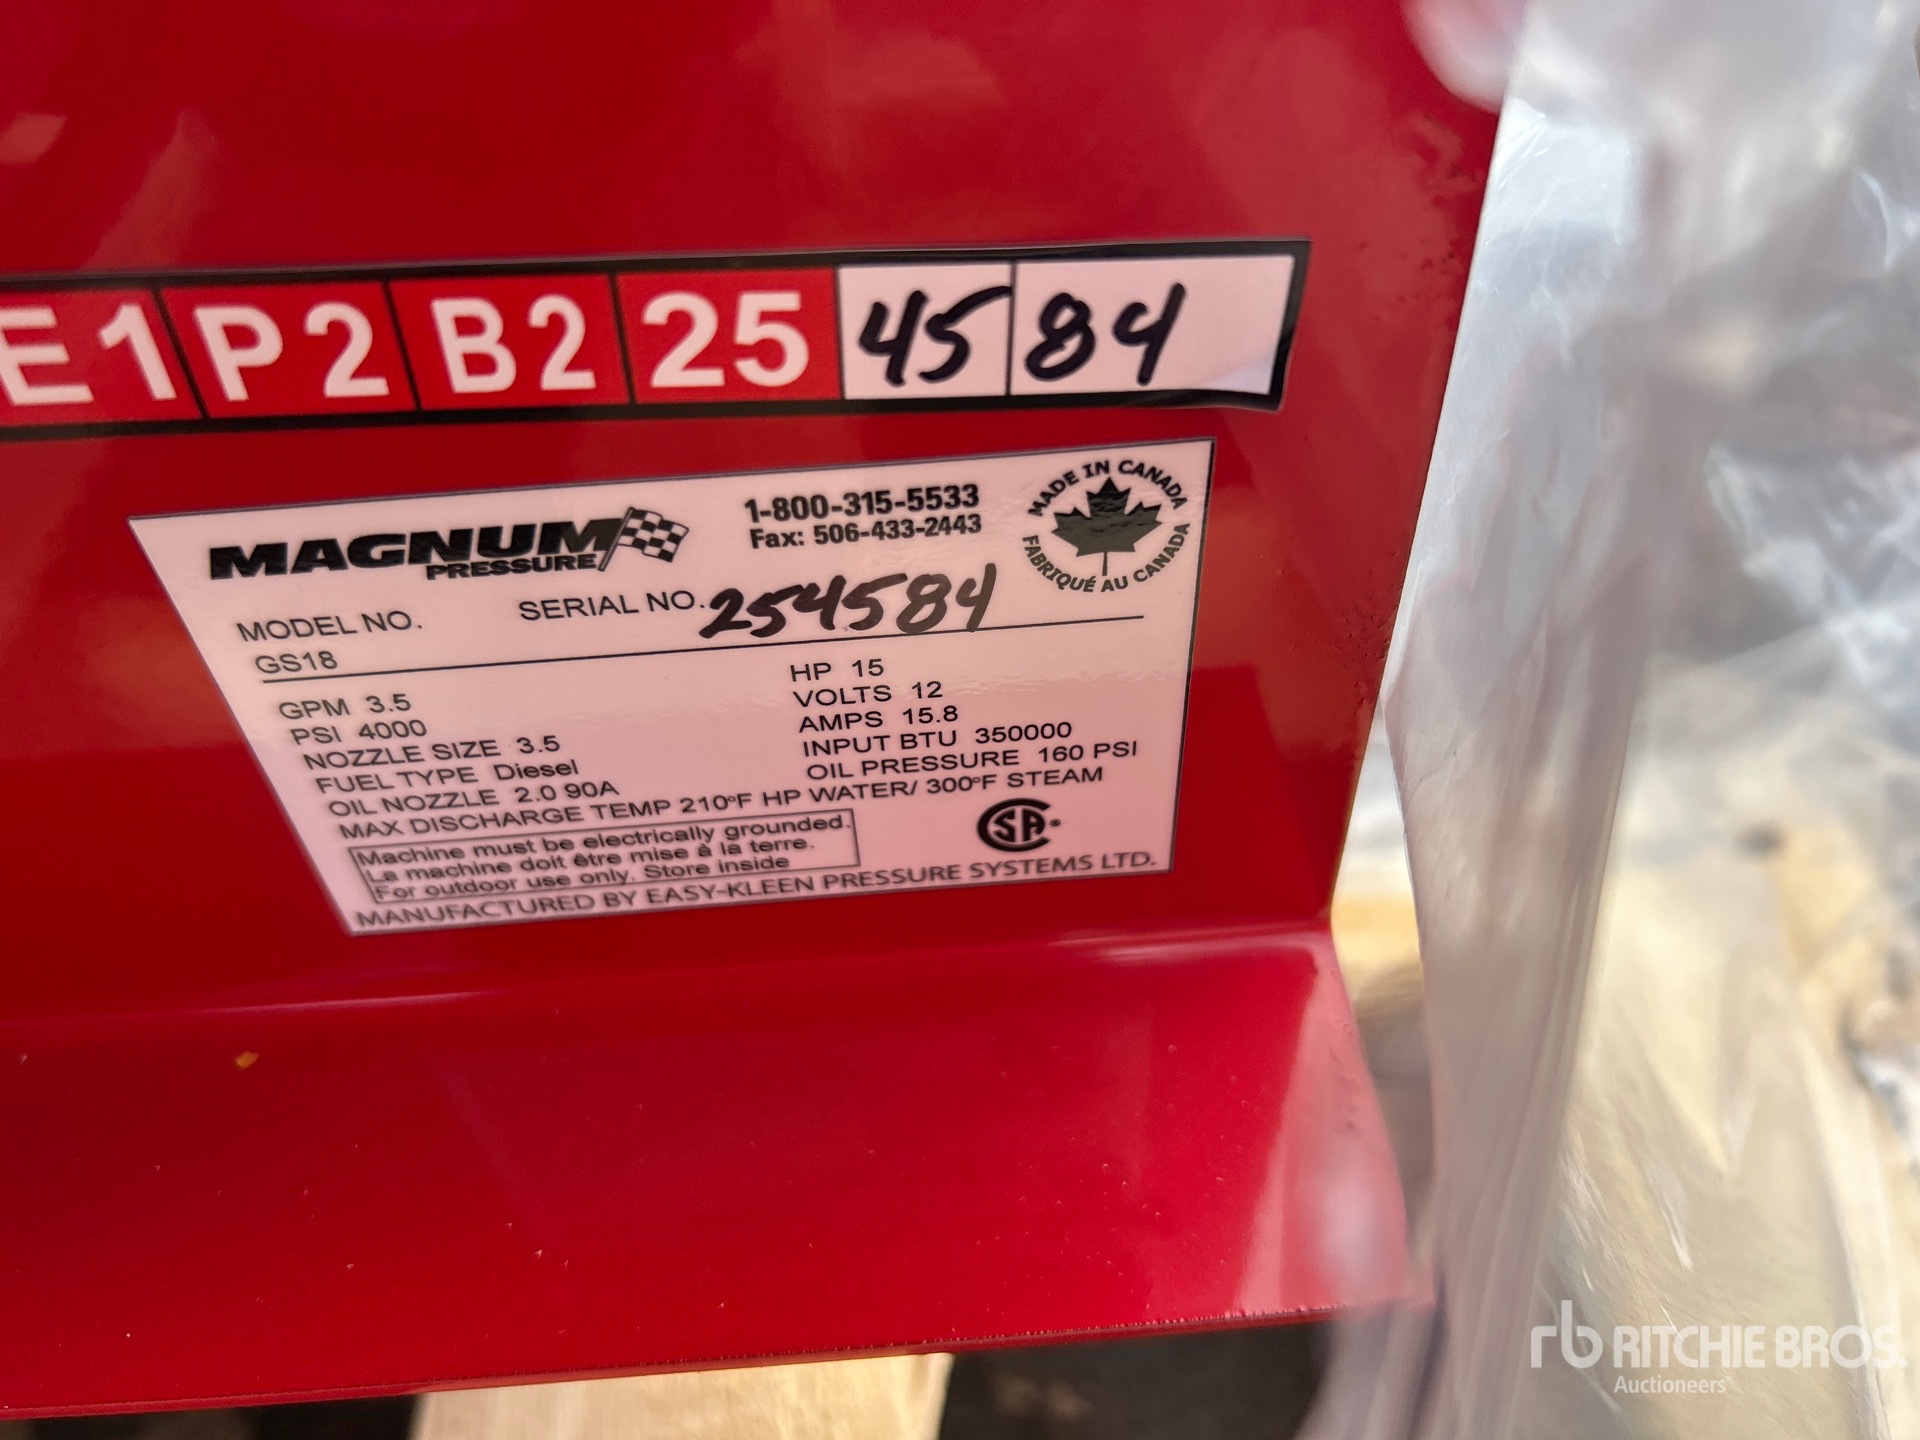 E1 P2 B2 25 45 84
MAGNUM
PRESSURE
1-800-315-5533
Fax: 506-433-2443
MADE IN CANADA
FABRIQUÉ AU CANADA
MODEL NO.
SERIAL NO. 254584
GS18
GPM 3.5
PSI 4000
NOZZLE SIZE 3.5
FUEL TYPE Diesel
OIL NOZZLE 2.0 90A
HP 15
VOLTS 12
AMPS 15.8
INPUT BTU 350000
OIL PRESSURE 160 PSI
MAX DISCHARGE TEMP 210°F HP WATER/ 300°F STEAM
Machine must be electrically grounded.
La machine doit être mise à la terre.
For outdoor use only. Store inside
CSA
MANUFACTURED BY EASY-KLEEN PRESSURE SYSTEMS LTD.
rb RITCHIE BROS.
Auctioneers